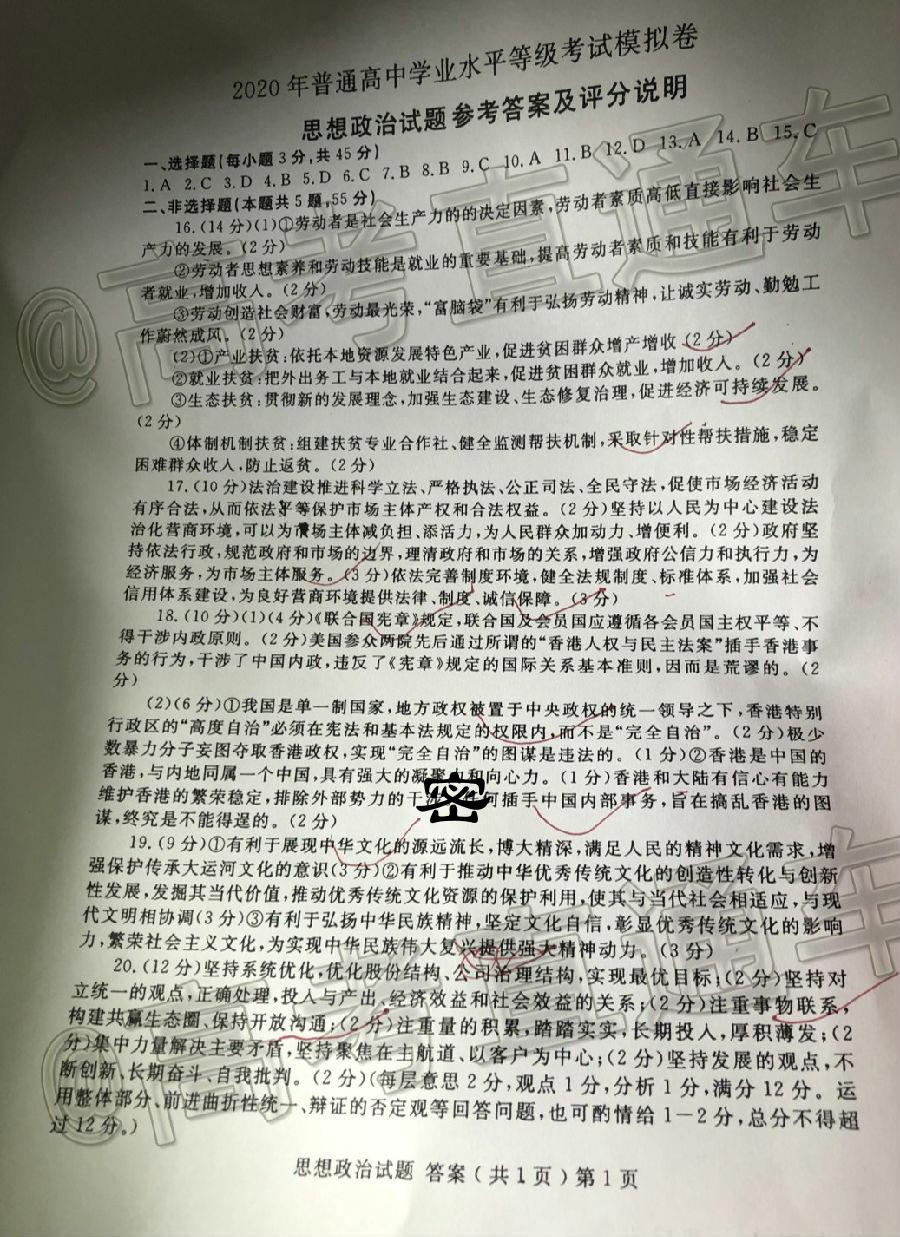 2020年普通高中学业水平等级考试模拟卷
思想政治试题参考答案及评分说明
一、选择题(每小题3分,共45分)
1.A 2.C 3.D 4.B 5.D 6.C 7.B 8.B 9.C 10.A 11.B 12.D 13.A 14.B 15.C
二、非选择题(本题共5题,55分)
16.(14分)(1)①劳动者是社会生产力的的决定因素,劳动者素质高低直接影响社会生
产力的发展。(2分)
②劳动者思想素养和劳动技能是就业的重要基础,提高劳动者素质和技能有利于劳动
者就业,增加收入。(2分)
③劳动创造社会财富,劳动最光荣,“富脑袋”有利于弘扬劳动精神,让诚实劳动、勤勉工
作蔚然成风。(2分)
(2)①产业扶贫:依托本地资源发展特色产业,促进贫困群众增产增收(2分)
②就业扶贫:把外出务工与本地就业结合起来,促进贫困群众就业,增加收入。(2分)
③生态扶贫:贯彻新的发展理念,加强生态建设、生态修复治理,促进经济可持续发展。
(2分)
④体制机制扶贫:组建扶贫专业合作社、健全监测帮扶机制,采取针对性帮扶措施,稳定
困难群众收入,防止返贫。(2分)
17.(10分)法治建设推进科学立法、严格执法、公正司法、全民守法,促使市场经济活动
有序合法,从而依法平等保护市场主体产权和合法权益。(2分)坚持以人民为中心建设法
治化营商环境,可以为市场主体减负担、添活力,为人民群众加动力、增便利。(2分)政府坚
持依法行政,规范政府和市场的边界,理清政府和市场的关系,增强政府公信力和执行力,为
经济服务,为市场主体服务。(3分)依法完善制度环境,健全法规制度、标准体系,加强社会
信用体系建设,为良好营商环境提供法律、制度、诚信保障。(3分)
18.(10分)(1)(4分)《联合国宪章》规定,联合国及会员国应遵循各会员国主权平等、不
得干涉内政原则。(2分)美国参众两院先后通过所谓的“香港人权与民主法案”插手香港事
务的行为,干涉了中国内政,违反了《宪章》规定的国际关系基本准则,因而是荒谬的。(2
分)
(2)(6分)①我国是单一制国家,地方政权被置于中央政权的统一领导之下,香港特别
行政区的“高度自治”必须在宪法和基本法规定的权限内,而不是“完全自治”。(2分)极少
数暴力分子妄图夺取香港政权,实现“完全自治”的图谋是违法的。(1分)②香港是中国的
香港,与内地同属一个中国,具有强大的凝聚力和向心力。(1分)香港和大陆有信心有能力
维护香港的繁荣稳定,排除外部势力的干涉 何插手中国内部事务,旨在搞乱香港的图
谋,终究是不能得逞的。(2分)
密
19.(9分)①有利于展现中华文化的源远流长,博大精深,满足人民的精神文化需求,增
强保护传承大运河文化的意识(3分)②有利于推动中华优秀传统文化的创造性转化与创新
性发展,发掘其当代价值,推动优秀传统文化资源的保护利用,使其与当代社会相适应,与现
代文明相协调(3分)③有利于弘扬中华民族精神,坚定文化自信,彰显优秀传统文化的影响
力,繁荣社会主义文化,为实现中华民族伟大复兴提供强大精神动力。(3分)
20.(12分)坚持系统优化,优化股份结构、公司治理结构,实现最优目标;(2分)坚持对
立统一的观点,正确处理,投入与产出、经济效益和社会效益的关系;(2分)注重事物联系,
构建共赢生态圈、保持开放沟通;(2分)注重量的积累,踏踏实实,长期投入,厚积薄发;(2
分)集中力量解决主要矛盾,坚持聚焦在主航道、以客户为中心;(2分)坚持发展的观点,不
断创新、长期奋斗、自我批判。(2分)(每层意思2分,观点1分,分析1分,满分12分。运
用整体部分、前进曲折性统一、辩证的否定观等回答问题,也可酌情给1-2分,总分不得超
过12分。)
思想政治试题 答案(共1页)第1页
@高考直通车
@高考直通车